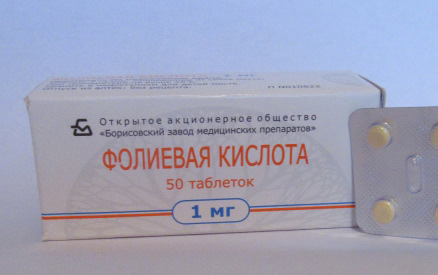 Открытое акционерное общество
«Борисовский завод медицинских препаратов»
ФОЛИЕВАЯ КИСЛОТА
50 таблеток
1 мг